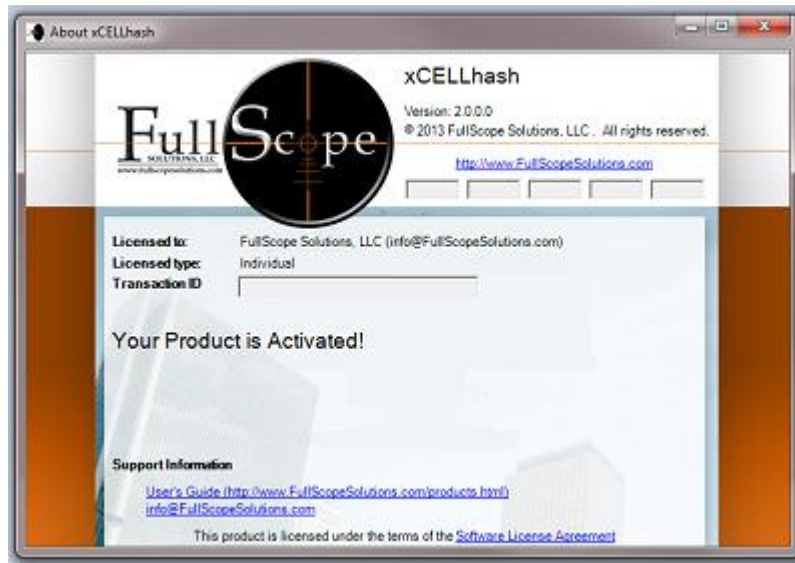 About xCELLhash
FullScope
SOLUTIONS, LLC
www.fullscopesolutions.com
xCELLhash
Version: 2.0.0.0
© 2013 FullScope Solutions, LLC . All rights reserved.
http://www.FullScopeSolutions.com
Licensed to: FullScope Solutions, LLC (info@FullScopeSolutions.com)
Licensed type: Individual
Transaction ID
Your Product is Activated!
Support Information
User's Guide (http://www.FullScopeSolutions.com/products.html)
info@FullScopeSolutions.com
This product is licensed under the terms of the Software License Agreement